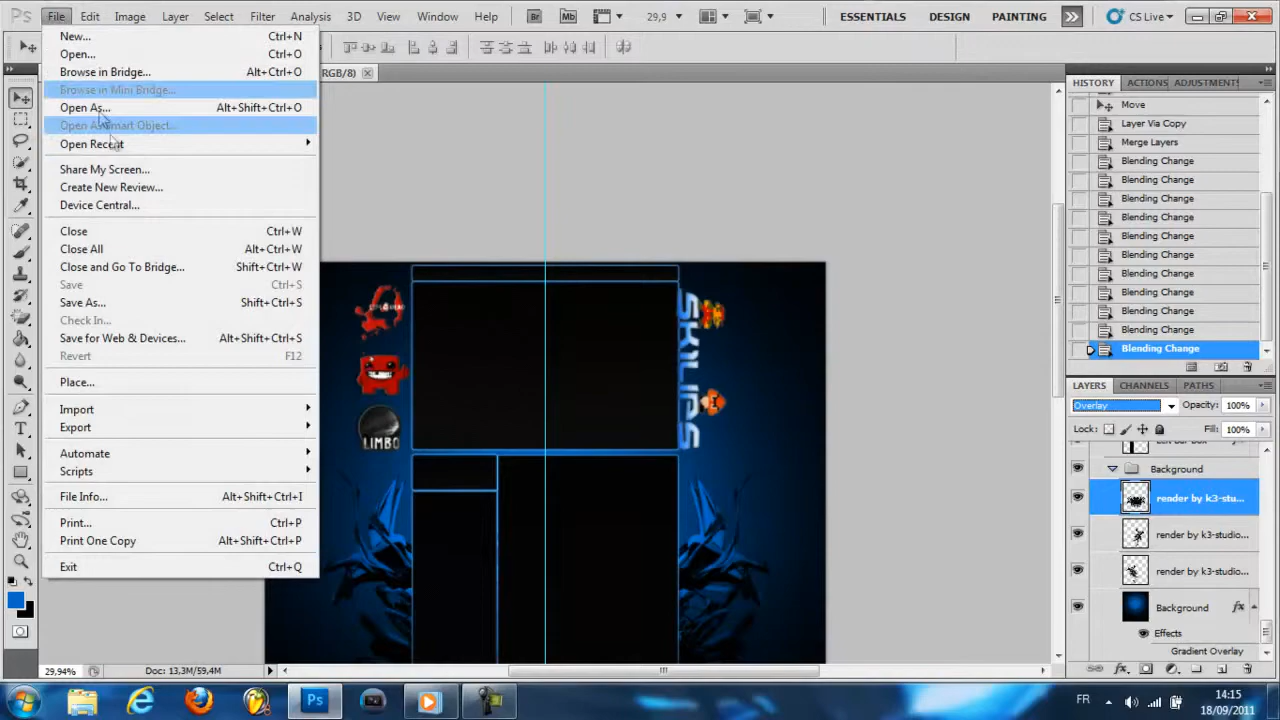 Ps File Edit Image Layer Select Filter Analysis 3D View Window Help Br Mb 29,9 ESSENTIALS DESIGN PAINTING CS Live
RGB/8)
New... Ctrl+N
Open... Ctrl+O
Browse in Bridge... Alt+Ctrl+O
Browse in Mini Bridge...
Open As... Alt+Shift+Ctrl+O
Open As Smart Object...
Open Recent
Share My Screen...
Create New Review...
Device Central...
Close Ctrl+W
Close All Alt+Ctrl+W
Close and Go To Bridge... Shift+Ctrl+W
Save Ctrl+S
Save As... Shift+Ctrl+S
Check In...
Save for Web & Devices... Alt+Shift+Ctrl+S
Revert F12
Place...
Import
Export
Automate
Scripts
File Info... Alt+Shift+Ctrl+I
Print... Ctrl+P
Print One Copy Alt+Shift+Ctrl+P
Exit Ctrl+Q
LIMBO
HISTORY ACTIONS ADJUSTMENTS
Move
Layer Via Copy
Merge Layers
Blending Change
Blending Change
Blending Change
Blending Change
Blending Change
Blending Change
Blending Change
Blending Change
Blending Change
Blending Change
Blending Change
LAYERS CHANNELS PATHS
Overlay Opacity: 100%
Lock: Fill: 100%
Background
render by k3-stu...
render by k3-studio...
render by k3-studio...
Background fx
Effects
Gradient Overlay
29,94% Doc: 13,3M/59,4M
Ps FR 14:15
18/09/2011